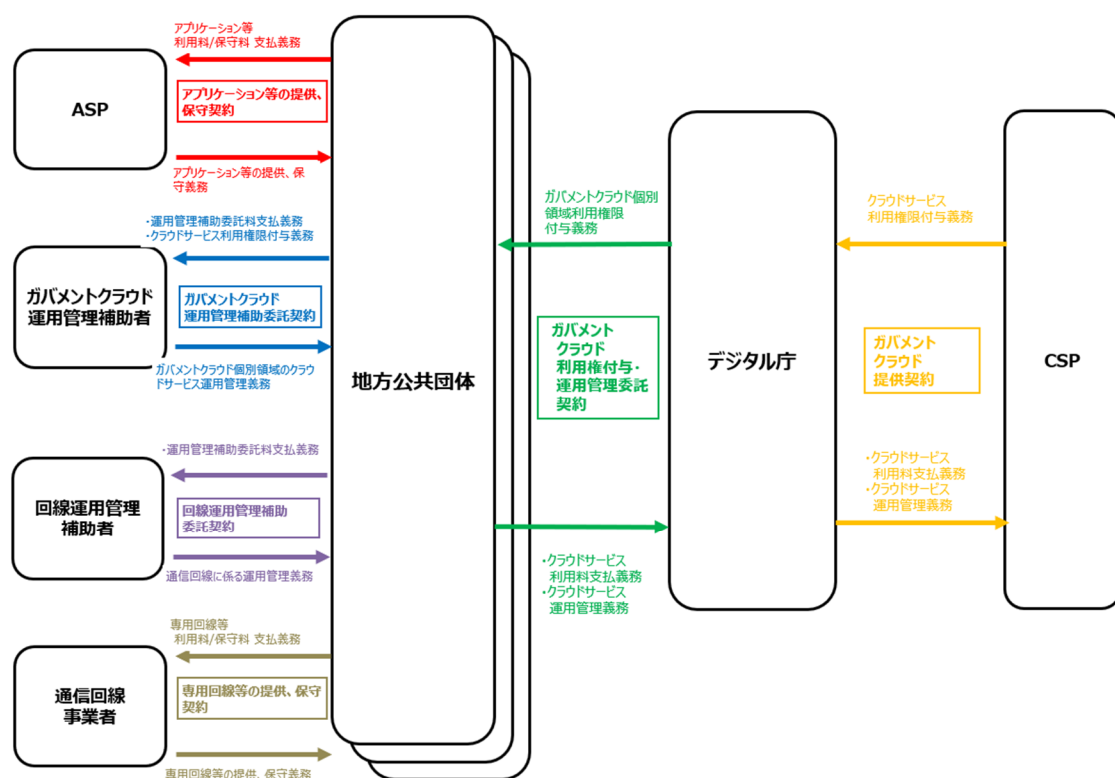 アプリケーション等
利用料/保守料 支払義務
ASP
アプリケーション等の提供、
保守契約
アプリケーション等の提供、保
守義務
・運用管理補助委託料支払義務
・クラウドサービス利用権限付与義務
ガバメントクラウド
運用管理補助者
ガバメントクラウド
運用管理補助委託契約
ガバメントクラウド個別領域のクラウ
ドサービス運用管理義務
・運用管理補助委託料支払義務
回線運用管理
補助者
回線運用管理補助
委託契約
通信回線に係る運用管理義務
専用回線等
利用料/保守料 支払義務
通信回線
事業者
専用回線等の提供、保守
契約
専用回線等の提供、保守義務
地方公共団体
ガバメントクラウド個別
領域利用権限
付与義務
ガバメント
クラウド
利用権付与・
運用管理委託
契約
・クラウドサービス
利用料支払義務
・クラウドサービス
運用管理義務
デジタル庁
クラウドサービス
利用権限付与義務
ガバメント
クラウド
提供契約
・クラウドサービス
利用料支払義務
・クラウドサービス
運用管理義務
CSP